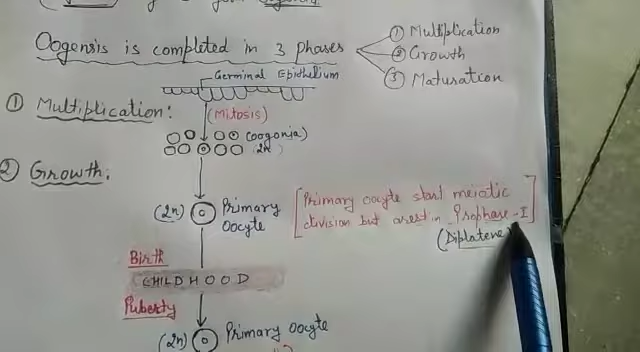 Oogensis is completed in 3 phases
① Multiplication
② Growth
③ Maturation
Germinal Epithelium
① Multiplication:
(Mitosis)
(oogonia)
2n)
② Growth:
(2n) Primary
Oocyte
[Primary oocyte start meiotic
division but arest in Prophase-I]
(Diplatene)
Birth
CHILDHOOD
Puberty
(2n) Primary Oocyte